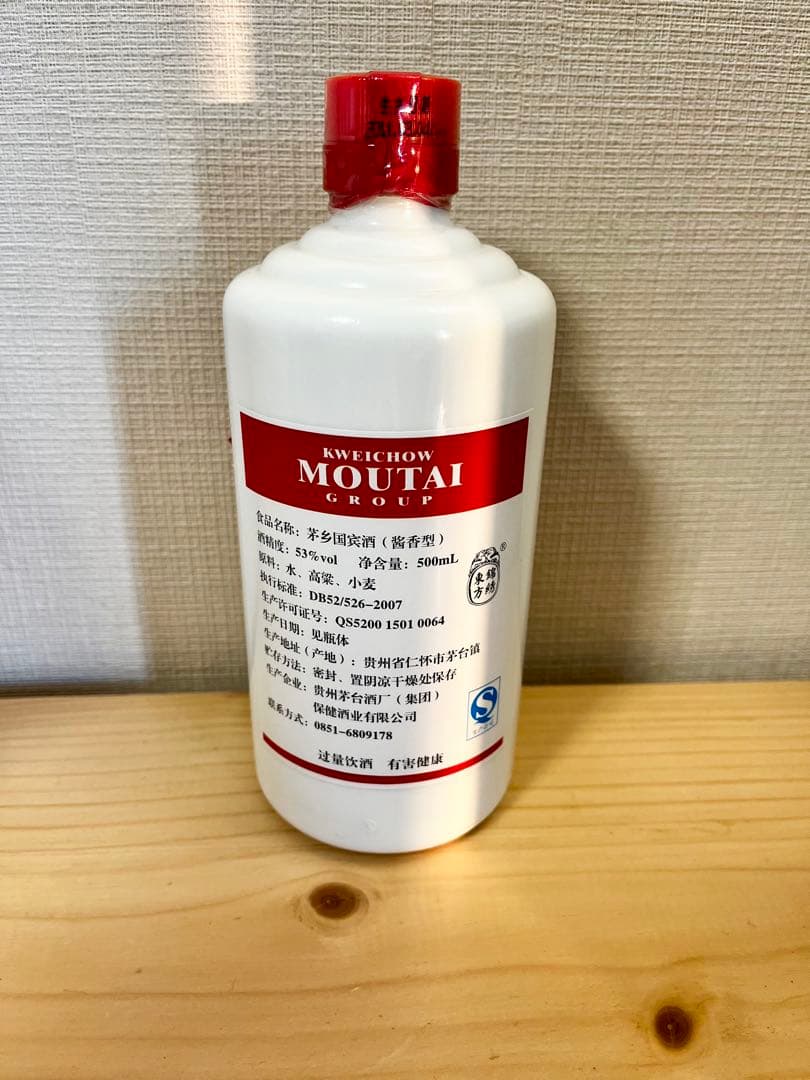 KWEICHOW
MOUTAI
GROUP
食品名称：茅乡国宾酒（酱香型）
酒精度：53%vol 净含量：500mL
原料：水、高粱、小麦
执行标准：DB52/526-2007
生产许可证号：QS5200 1501 0064
生产日期：见瓶体
生产地址（产地）：贵州省仁怀市茅台镇
贮存方法：密封、置阴凉干燥处保存
生产企业：贵州茅台酒厂（集团）
保健酒业有限公司
联系方式：0851-6809178
過量饮酒 有害健康
東方
錦绣
®
S